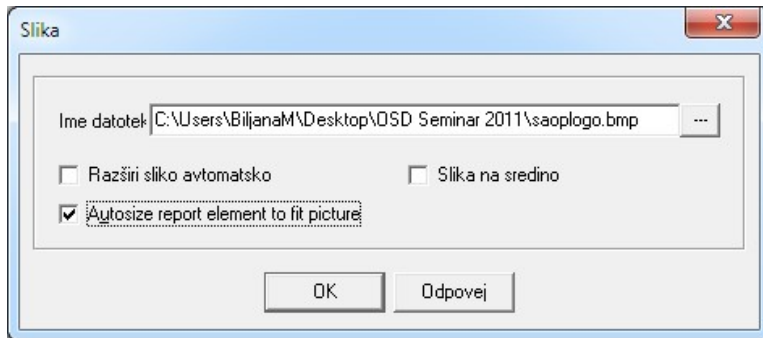 Slika
Ime datotek C:\Users\BiljanaM\Desktop\OSD Seminar 2011\saoplogo.bmp ...
Razširi sliko avtomatsko Slika na sredino
Autosize report element to fit picture
OK Odpovej